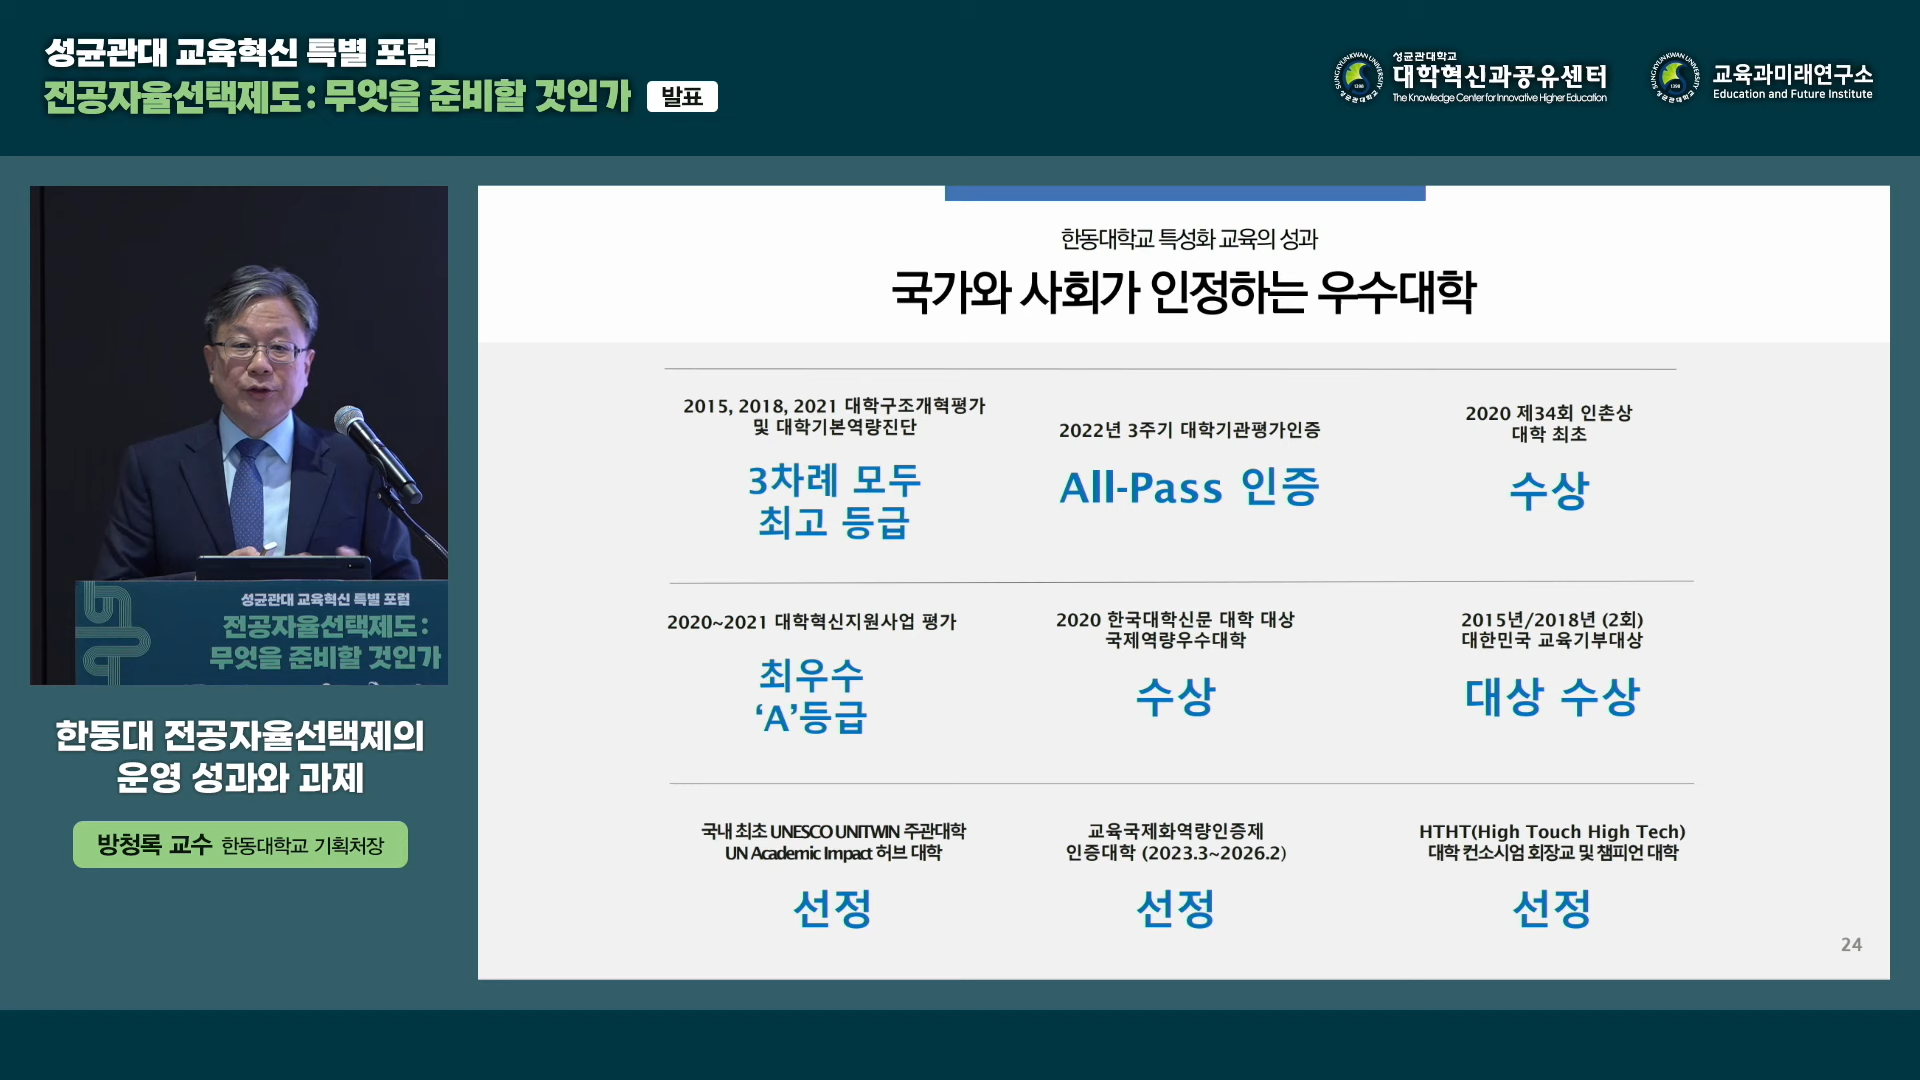 성균관대 교육혁신 특별 포럼
전공자율선택제도 : 무엇을 준비할 것인가 발표
성균관대학교
대학혁신과공유센터
The Knowledge Center for Innovative Higher Education
교육과미래연구소
Education and Future Institute
성균관대 교육혁신 특별 포럼
전공자율선택제도 :
무엇을 준비할 것인가
한동대 전공자율선택제의
운영 성과와 과제
방청록 교수 한동대학교 기획처장
한동대학교 특성화 교육의 성과
국가와 사회가 인정하는 우수대학
2015, 2018, 2021 대학구조개혁평가
및 대학기본역량진단
3차례 모두
최고 등급
2022년 3주기 대학기관평가인증
All-Pass 인증
2020 제34회 인촌상
대학 최초
수상
2020~2021 대학혁신지원사업 평가
최우수
‘A’등급
2020 한국대학신문 대학 대상
국제역량우수대학
수상
2015년/2018년 (2회)
대한민국 교육기부대상
대상 수상
국내 최초 UNESCO UNITWIN 주관대학
UN Academic Impact 허브 대학
선정
교육국제화역량인증제
인증대학 (2023.3~2026.2)
선정
HTHT(High Touch High Tech)
대학 컨소시엄 회장교 및 챔피언 대학
선정
24